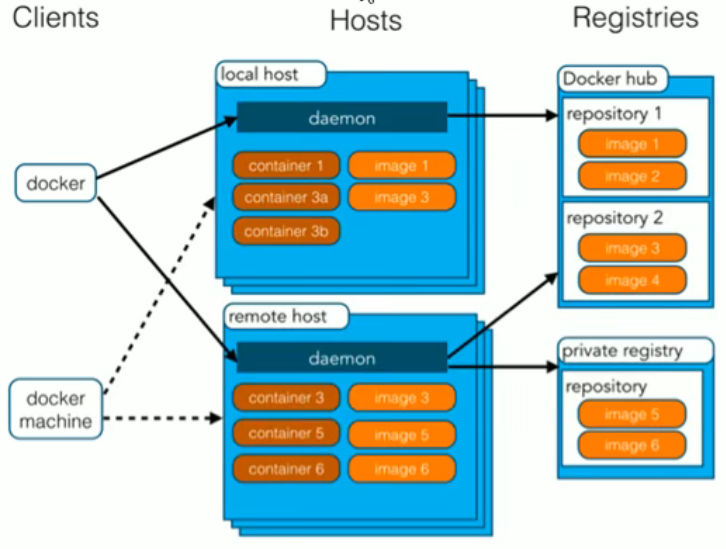 Clients
Hosts
Registries
local host
daemon
container 1
image 1
container 3a
image 3
container 3b
docker
docker
machine
remote host
daemon
container 3
image 3
container 5
image 5
container 6
image 6
Docker hub
repository 1
image 1
image 2
repository 2
image 3
image 4
private registry
repository
image 5
image 6